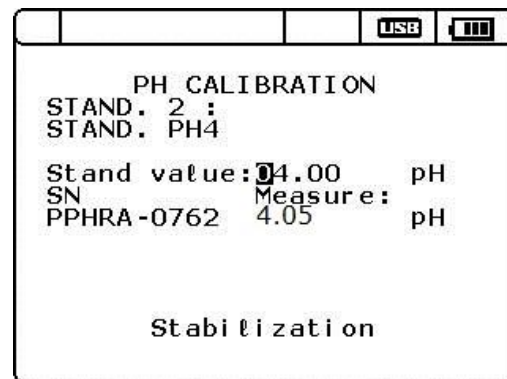 USB
PH CALIBRATION
STAND. 2 :
STAND. PH4
Stand value:04.00 pH
SN Measure:
PPHRA-0762 4.05 pH
Stabilization